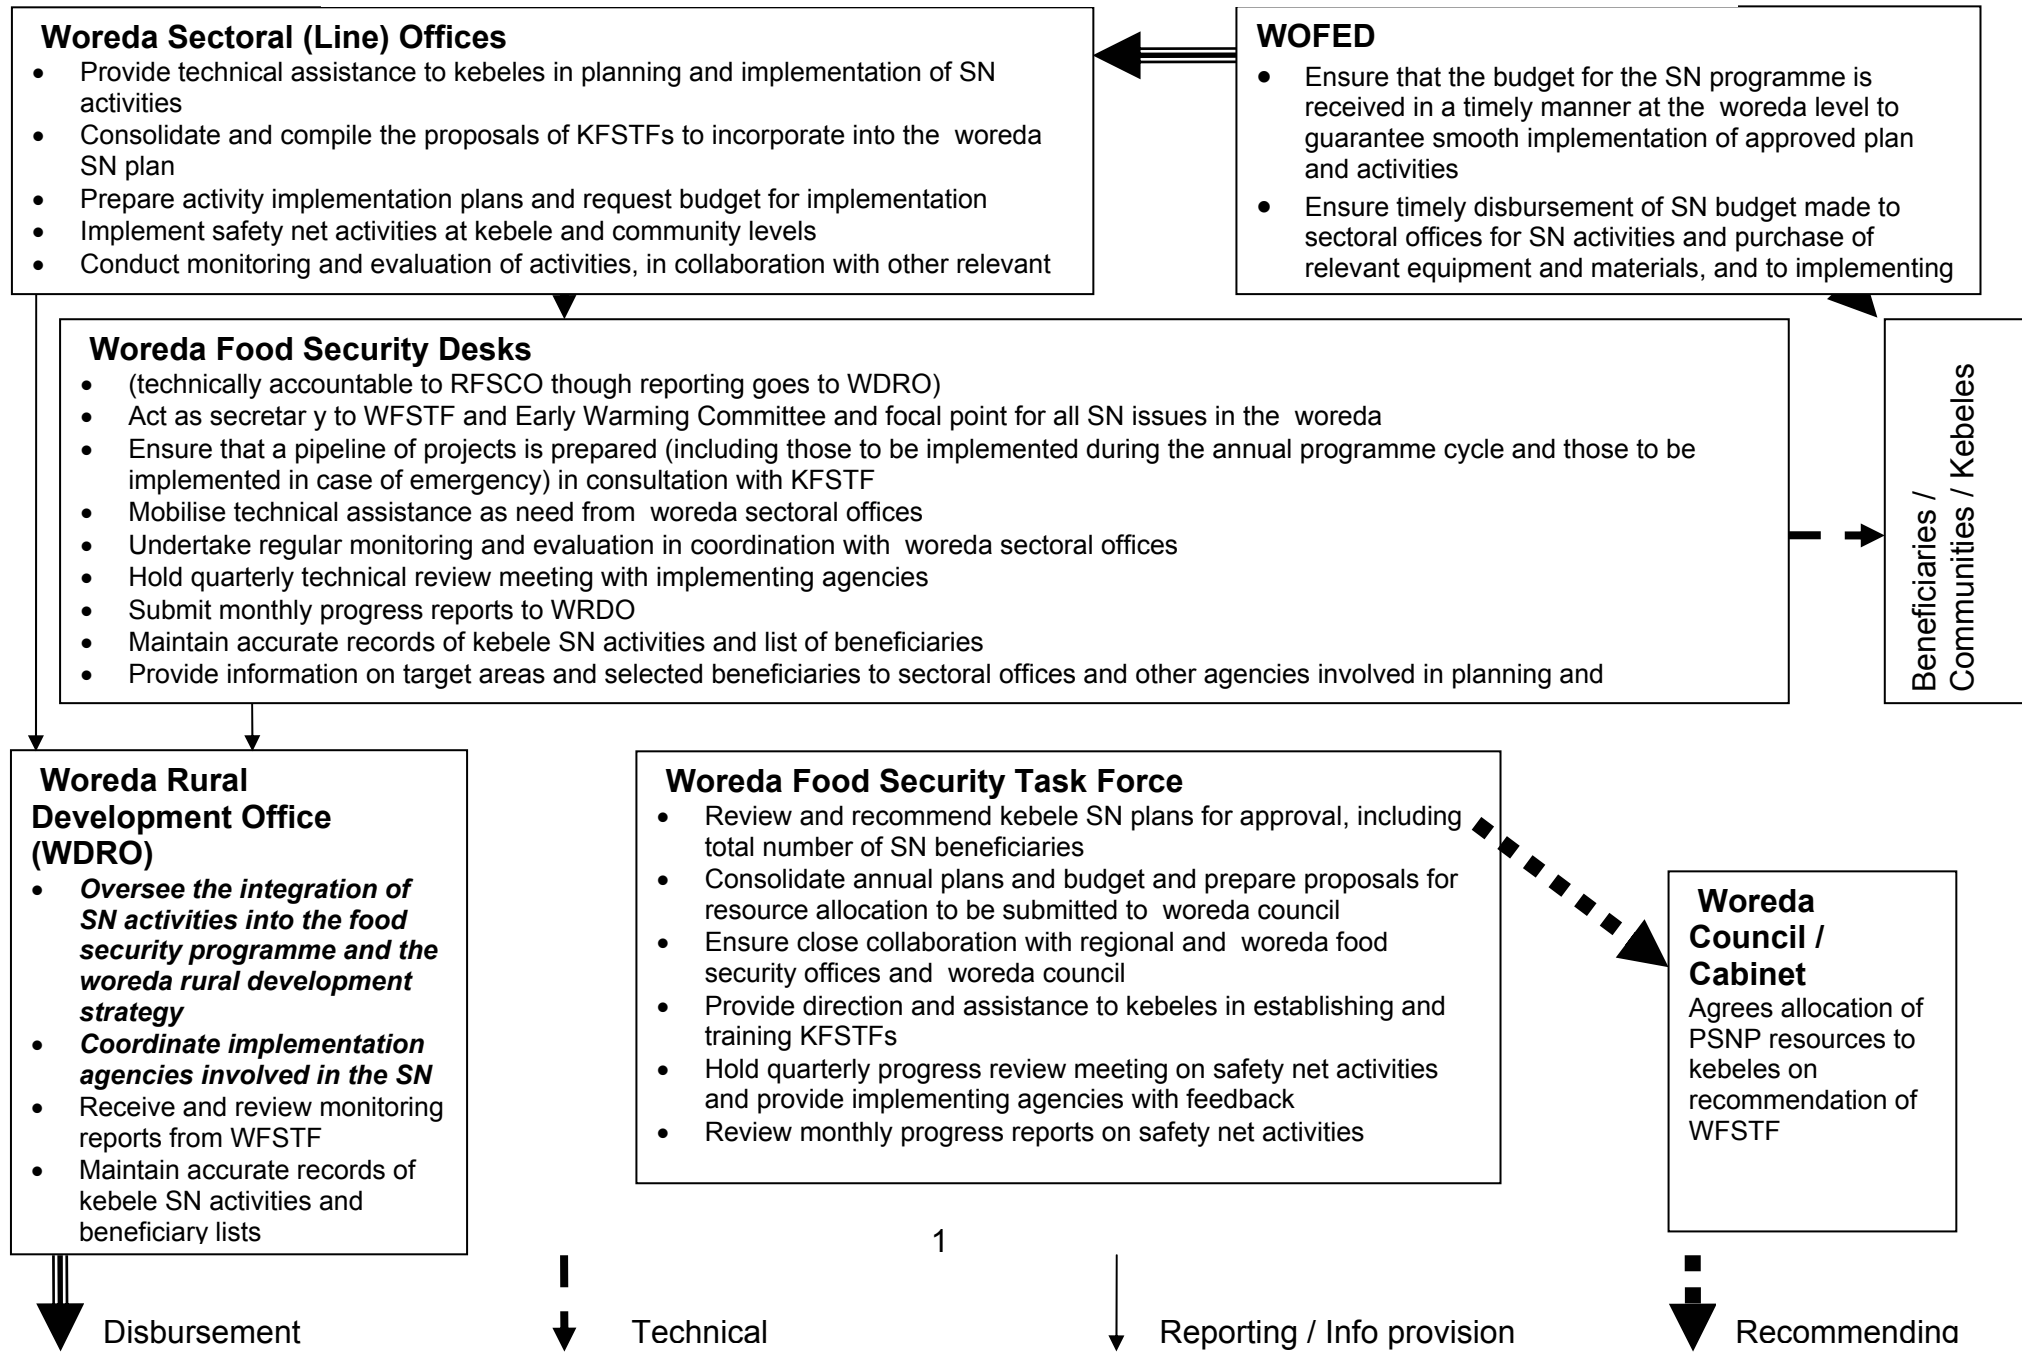 Woreda Sectoral (Line) Offices
• Provide technical assistance to kebeles in planning and implementation of SN
activities
• Consolidate and compile the proposals of KFSTFs to incorporate into the woreda
SN plan
• Prepare activity implementation plans and request budget for implementation
• Implement safety net activities at kebele and community levels
• Conduct monitoring and evaluation of activities, in collaboration with other relevant
WOFED
• Ensure that the budget for the SN programme is
received in a timely manner at the woreda level to
guarantee smooth implementation of approved plan
and activities
• Ensure timely disbursement of SN budget made to
sectoral offices for SN activities and purchase of
relevant equipment and materials, and to implementing
Woreda Food Security Desks
• (technically accountable to RFSCO though reporting goes to WDRO)
• Act as secretar y to WFSTF and Early Warming Committee and focal point for all SN issues in the woreda
• Ensure that a pipeline of projects is prepared (including those to be implemented during the annual programme cycle and those to be
implemented in case of emergency) in consultation with KFSTF
• Mobilise technical assistance as need from woreda sectoral offices
• Undertake regular monitoring and evaluation in coordination with woreda sectoral offices
• Hold quarterly technical review meeting with implementing agencies
• Submit monthly progress reports to WRDO
• Maintain accurate records of kebele SN activities and list of beneficiaries
• Provide information on target areas and selected beneficiaries to sectoral offices and other agencies involved in planning and
Beneficiaries /
Communities / Kebeles
Woreda Rural
Development Office
(WDRO)
• Oversee the integration of
SN activities into the food
security programme and the
woreda rural development
strategy
• Coordinate implementation
agencies involved in the SN
• Receive and review monitoring
reports from WFSTF
• Maintain accurate records of
kebele SN activities and
beneficiary lists
Woreda Food Security Task Force
• Review and recommend kebele SN plans for approval, including
total number of SN beneficiaries
• Consolidate annual plans and budget and prepare proposals for
resource allocation to be submitted to woreda council
• Ensure close collaboration with regional and woreda food
security offices and woreda council
• Provide direction and assistance to kebeles in establishing and
training KFSTFs
• Hold quarterly progress review meeting on safety net activities
and provide implementing agencies with feedback
• Review monthly progress reports on safety net activities
Woreda
Council /
Cabinet
Agrees allocation of
PSNP resources to
kebeles on
recommendation of
WFSTF
1
Disbursement
Technical
Reporting / Info provision
Recommending